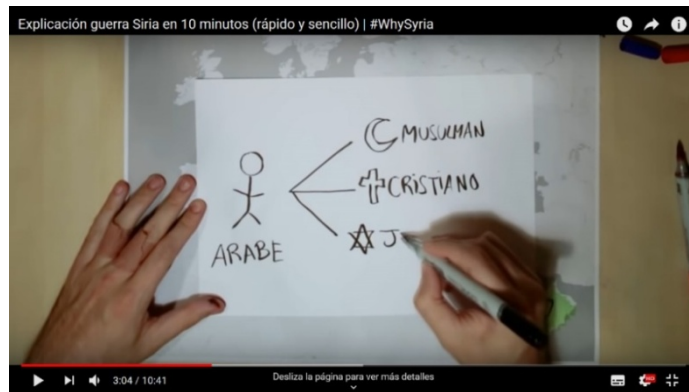 Explicación guerra Siria en 10 minutos (rápido y sencillo) | #WhySyria
MUSULMAN
CRISTIANO
J
ARABE
3:04 / 10:41
Desliza la página para ver más detalles